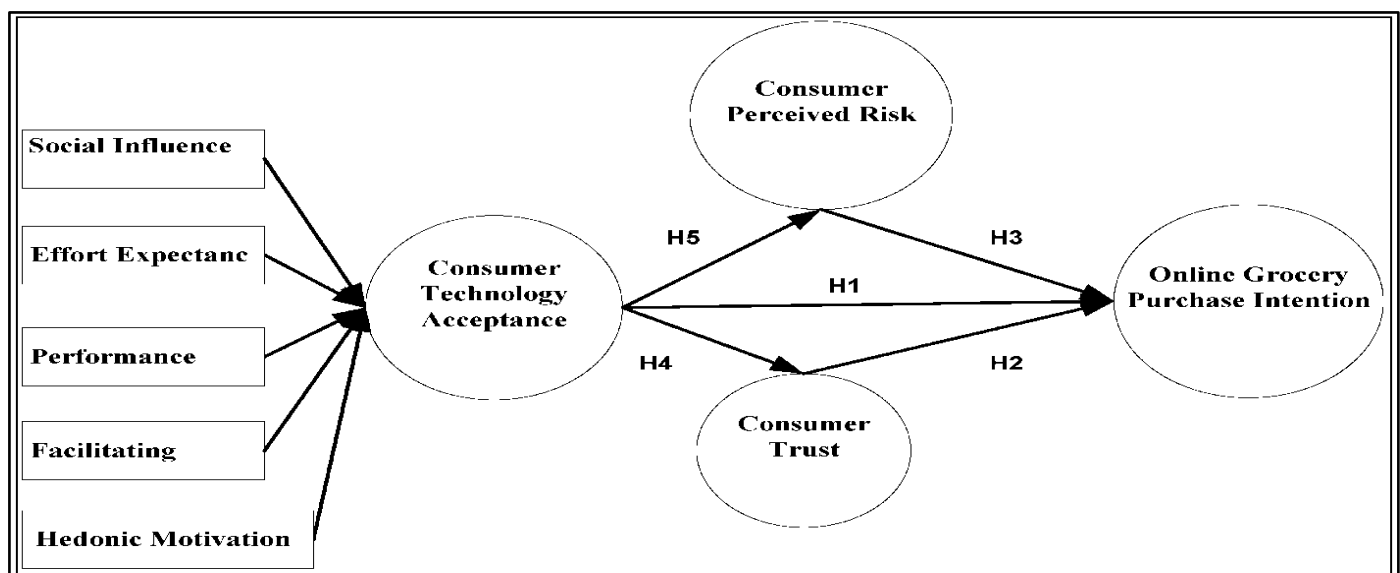 Social Influence
Effort Expectanc
Performance
Facilitating
Hedonic Motivation
Consumer
Technology
Acceptance
Consumer
Perceived Risk
H5
H3
H1
H4
H2
Consumer
Trust
Online Grocery
Purchase Intention